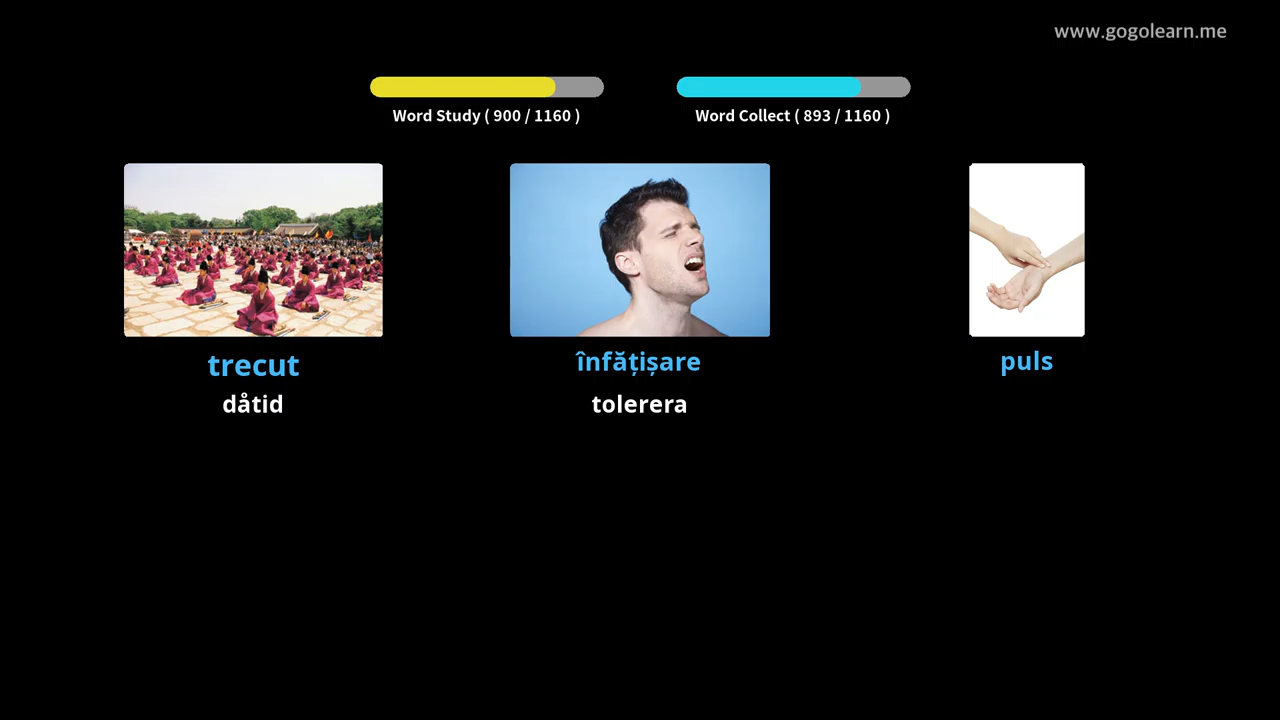 www.gogolearn.me
Word Study ( 900 / 1160 )
Word Collect ( 893 / 1160 )
trecut
înfățișare
puls
dåtid
tolerera